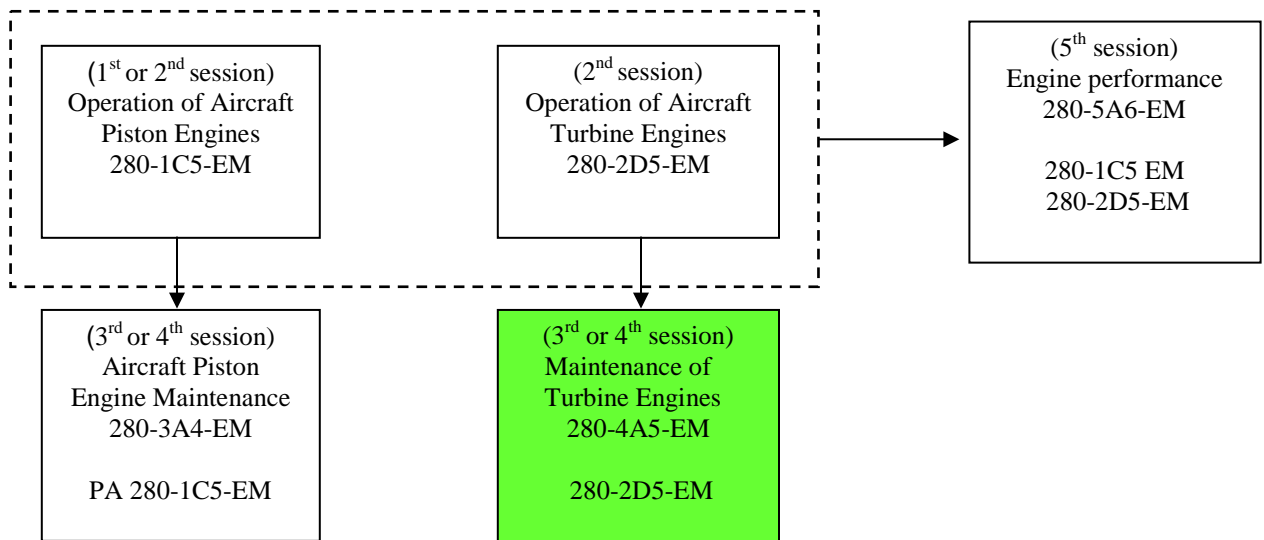 (1st or 2nd session)
Operation of Aircraft
Piston Engines
280-1C5-EM
(2nd session)
Operation of Aircraft
Turbine Engines
280-2D5-EM
(5th session)
Engine performance
280-5A6-EM
280-1C5 EM
280-2D5-EM
(3rd or 4th session)
Aircraft Piston
Engine Maintenance
280-3A4-EM
PA 280-1C5-EM
(3rd or 4th session)
Maintenance of
Turbine Engines
280-4A5-EM
280-2D5-EM